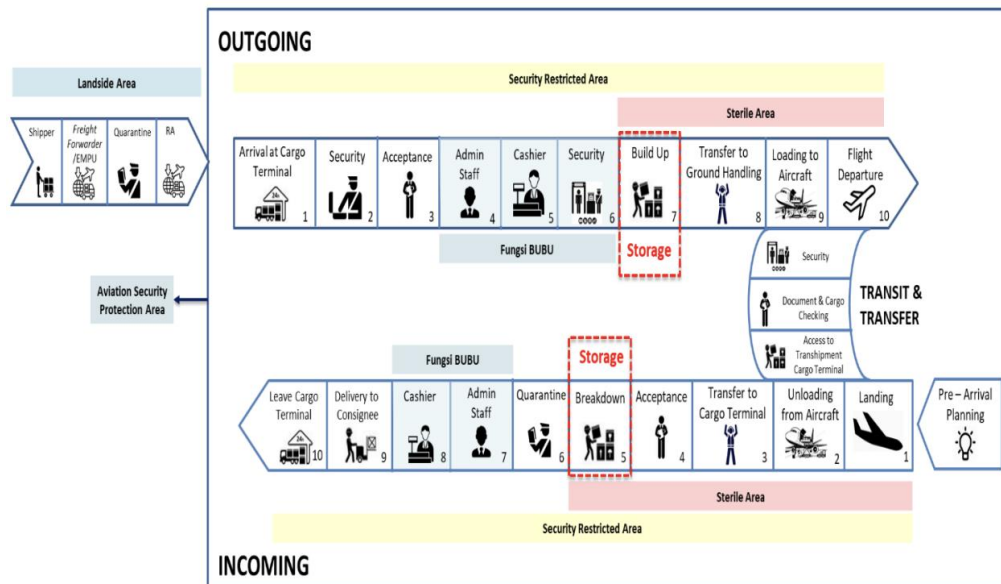 OUTGOING
Landside Area
Security Restricted Area
Sterile Area
Shipper
Freight
Forwarder
/EMPU
Quarantine
RA
Arrival at Cargo
Terminal
24h
1
Security
2
Acceptance
3
Admin
Staff
4
Cashier
5
Security
6
Build Up
7
Transfer to
Ground Handling
8
Loading to
Aircraft
9
Flight
Departure
10
Fungsi BUBU
Storage
Security
Document & Cargo
Checking
Access to
Transhipment
Cargo Terminal
TRANSIT &
TRANSFER
Aviation Security
Protection Area
Fungsi BUBU
Storage
Leave Cargo
Terminal
24h
10
Delivery to
Consignee
9
Cashier
8
Admin
Staff
7
Quarantine
6
Breakdown
5
Acceptance
4
Transfer to
Cargo Terminal
3
Unloading
from Aircraft
2
Landing
1
Pre – Arrival
Planning
Sterile Area
Security Restricted Area
INCOMING